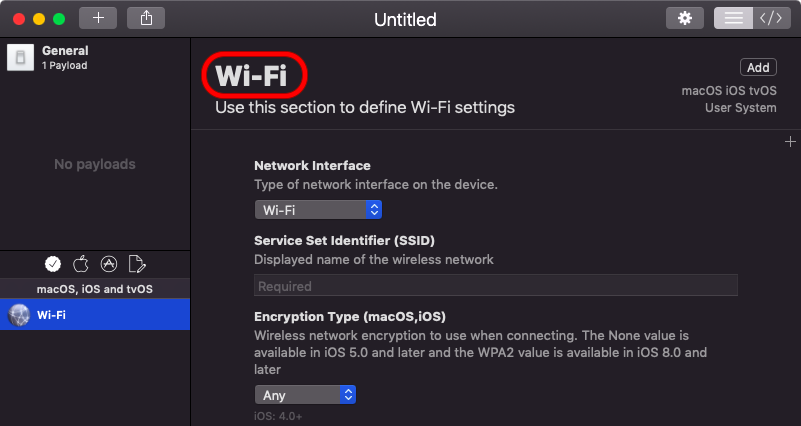 Untitled
General
1 Payload
No payloads
macOS, iOS and tvOS
Wi-Fi
Wi-Fi
Use this section to define Wi-Fi settings
Add
macOS iOS tvOS
User System
Network Interface
Type of network interface on the device.
Wi-Fi
Service Set Identifier (SSID)
Displayed name of the wireless network
Required
Encryption Type (macOS,iOS)
Wireless network encryption to use when connecting. The None value is
available in iOS 5.0 and later and the WPA2 value is available in iOS 8.0 and
later
Any
iOS: 4.0+